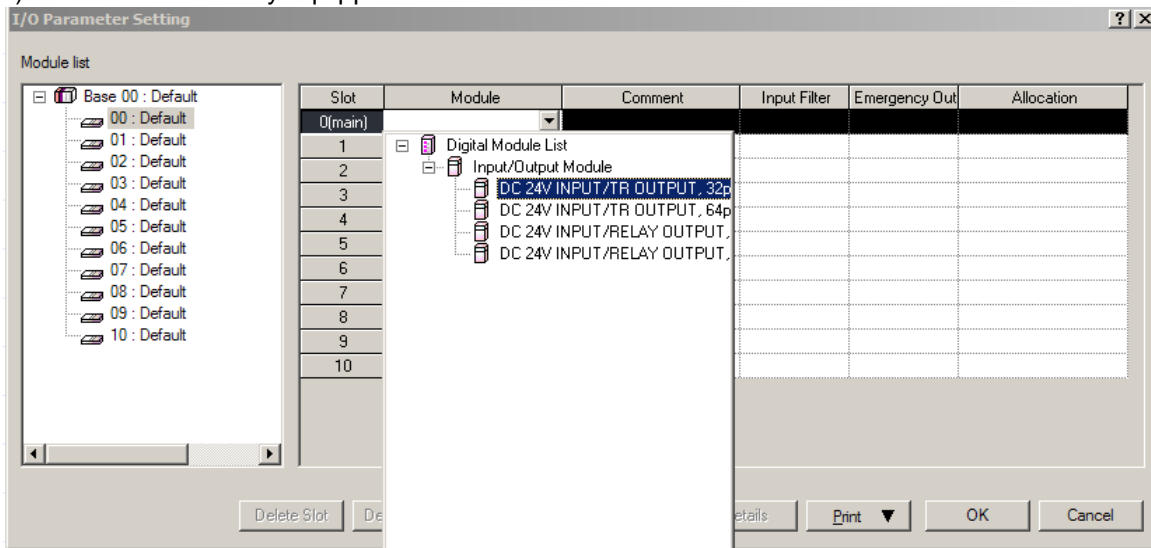 I/O Parameter Setting
Module list
Base 00 : Default
00 : Default
01 : Default
02 : Default
03 : Default
04 : Default
05 : Default
06 : Default
07 : Default
08 : Default
09 : Default
10 : Default
Slot Module Comment Input Filter Emergency Out Allocation
0(main)
1
2
3
4
5
6
7
8
9
10
Digital Module List
Input/Output Module
DC 24V INPUT/TR OUTPUT, 32p
DC 24V INPUT/TR OUTPUT, 64p
DC 24V INPUT/RELAY OUTPUT,
DC 24V INPUT/RELAY OUTPUT,
Delete Slot De etails Print ▼ OK Cancel